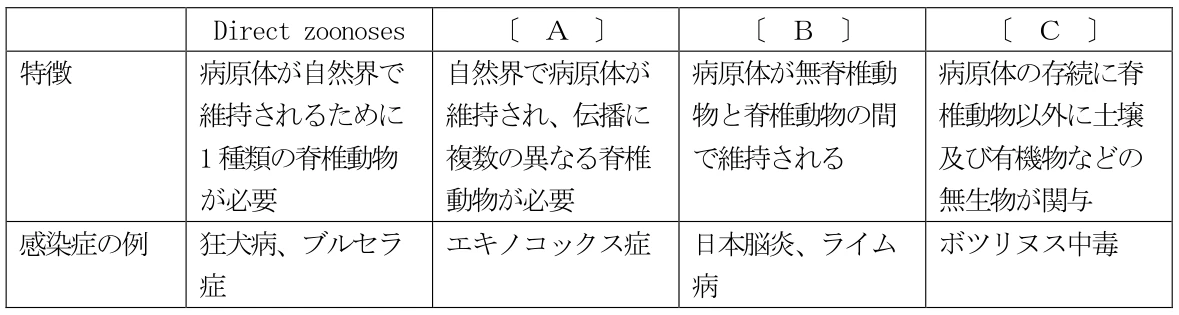 Direct zoonoses
〔 A 〕
〔 B 〕
〔 C 〕
特徴
病原体が自然界で
維持されるために
1 種類の脊椎動物
が必要
自然界で病原体が
維持され、伝播に
複数の異なる脊椎
動物が必要
病原体が無脊椎動
物と脊椎動物の間
で維持される
病原体の存続に脊
椎動物以外に土壌
及び有機物などの
無生物が関与
感染症の例
狂犬病、ブルセラ
症
エキノコックス症
日本脳炎、ライム
病
ボツリヌス中毒